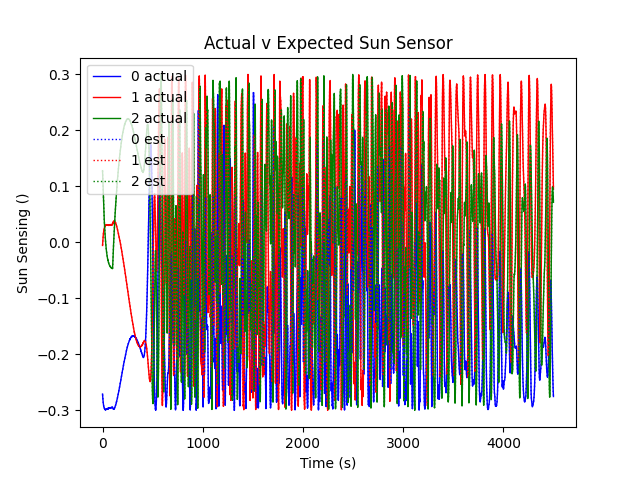 Actual v Expected Sun Sensor
0.3
0.2
0.1
0.0
−0.1
−0.2
−0.3
Sun Sensing ()
0 actual
1 actual
2 actual
0 est
1 est
2 est
0
1000
2000
3000
4000
Time (s)